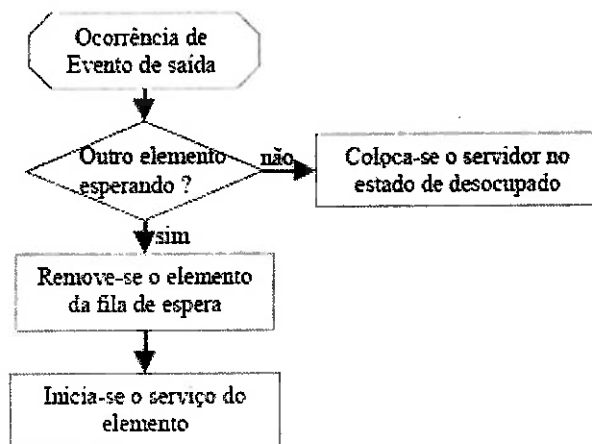 Ocorrência de
Evento de saída
Outro elemento
esperando ?
não
Coloca-se o servidor no
estado de desocupado
sim
Remove-se o elemento
da fila de espera
Inicia-se o serviço do
elemento